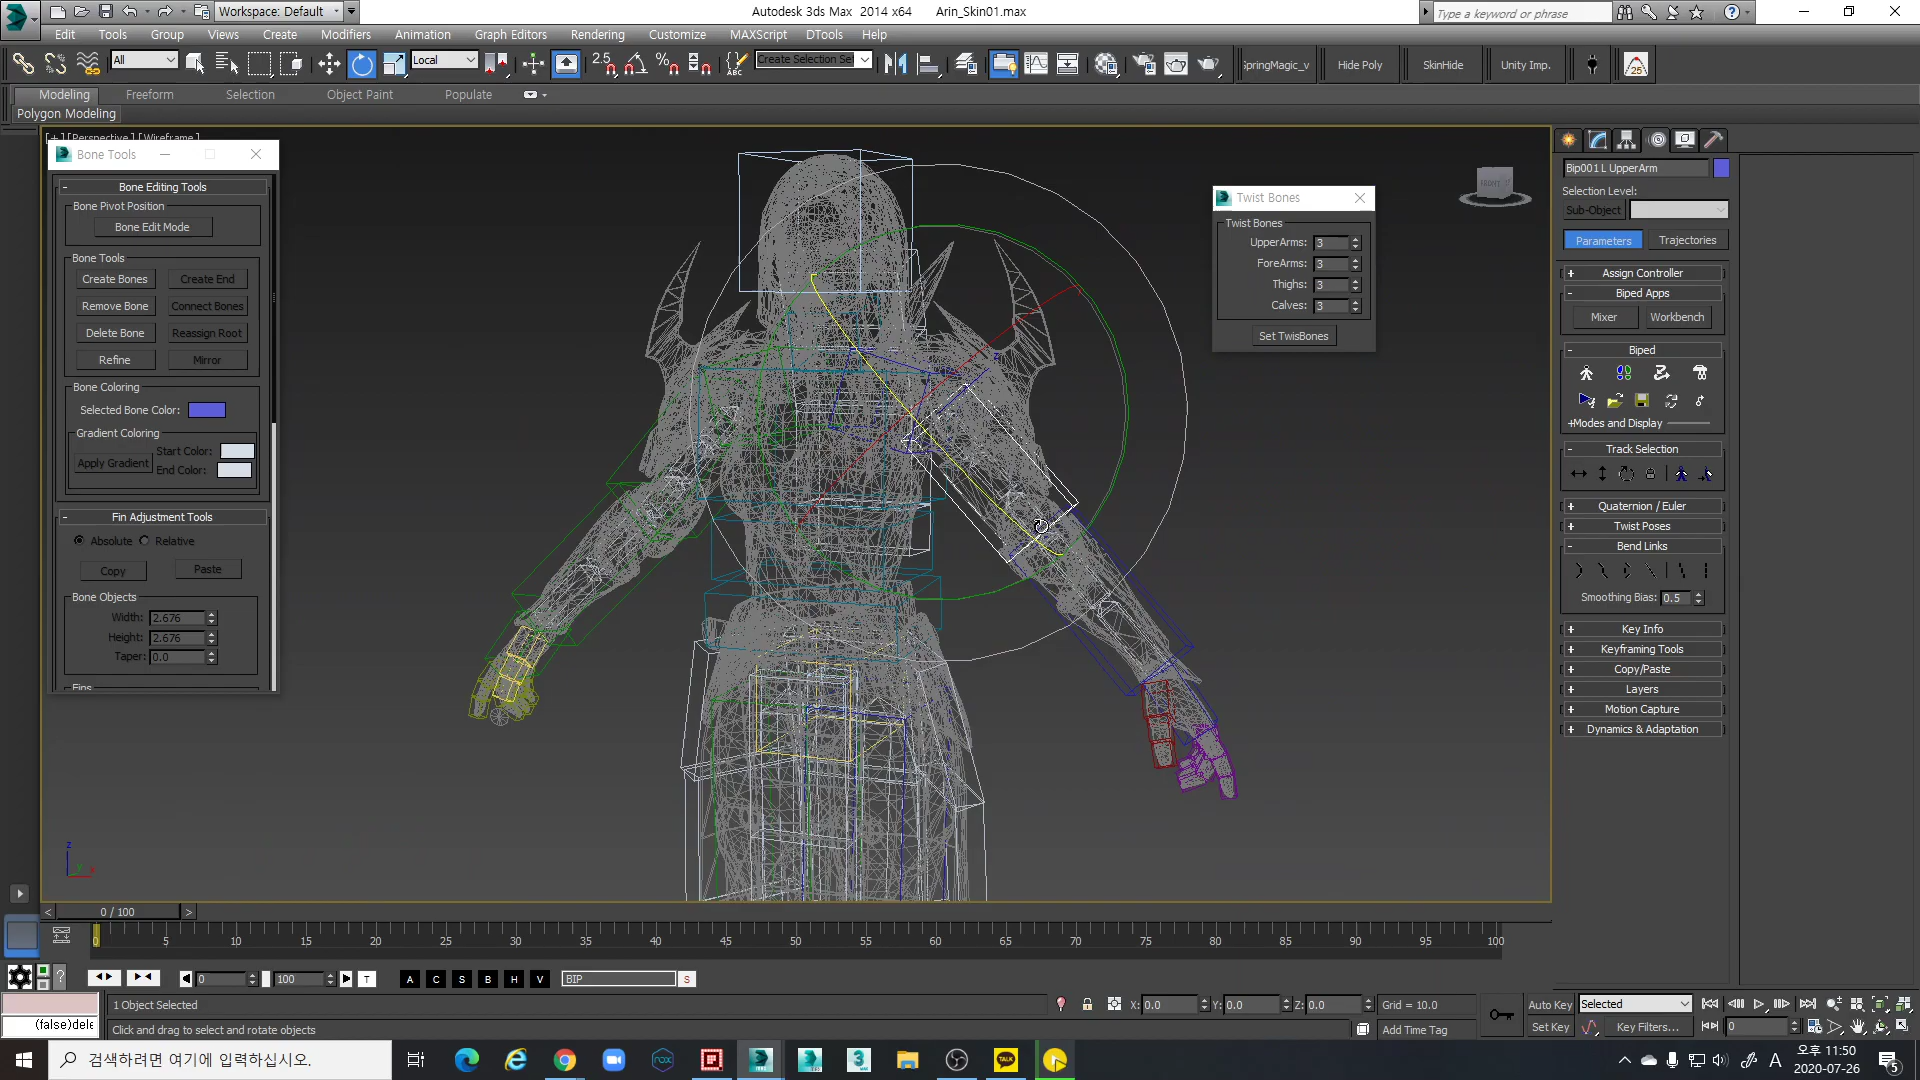 Workspace: Default
Autodesk 3ds Max  2014 x64    Arin_Skin01.max
Type a keyword or phrase
Edit Tools Group Views Create Modifiers Animation Graph Editors Rendering Customize MAXScript DTools Help
All
Local
2.5
Create Selection Set
SpringMagic_v
Hide Poly
SkinHide
Unity Imp.
25
Modeling Freeform Selection Object Paint Populate
Polygon Modeling
[+][Perspective][Wireframe]
Bone Tools
Bone Editing Tools
Bone Pivot Position
Bone Edit Mode
Bone Tools
Create Bones Create End
Remove Bone Connect Bones
Delete Bone Reassign Root
Refine Mirror
Bone Coloring
Selected Bone Color:
Gradient Coloring
Apply Gradient
Start Color:
End Color:
Fin Adjustment Tools
Absolute Relative
Copy Paste
Bone Objects
Width: 2.676
Height: 2.676
Taper: 0.0
Fins
Twist Bones
Twist Bones
UpperArms: 3
ForeArms: 3
Thighs: 3
Calves: 3
Set TwisBones
FRONT
z
z
y
x
Bip001 L UpperArm
Selection Level:
Sub-Object
Parameters Trajectories
+ Assign Controller
- Biped Apps
Mixer Workbench
- Biped
+Modes and Display
- Track Selection
+ Quaternion / Euler
+ Twist Poses
- Bend Links
Smoothing Bias: 0.5
+ Key Info
+ Keyframing Tools
+ Copy/Paste
+ Layers
+ Motion Capture
+ Dynamics & Adaptation
< 0 / 100 >
0 5 10 15 20 25 30 35 40 45 50 55 60 65 70 75 80 85 90 95 100
0 100 T A C S B H V BIP S
1 Object Selected
X: 0.0 Y: 0.0 Z: 0.0 Grid = 10.0
Auto Key Selected
(false)dele
Click and drag to select and rotate objects
Add Time Tag
Set Key Key Filters... 0
검색하려면 여기에 입력하십시오.
TALK
A
오후 11:50
2020-07-26
5